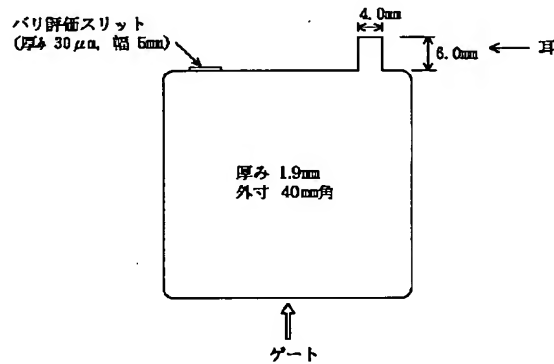 バリ評価スリット
(厚み 30μm, 幅 5mm)
4.0mm
6.0mm
耳
厚み 1.9mm
外寸 40mm角
ゲート